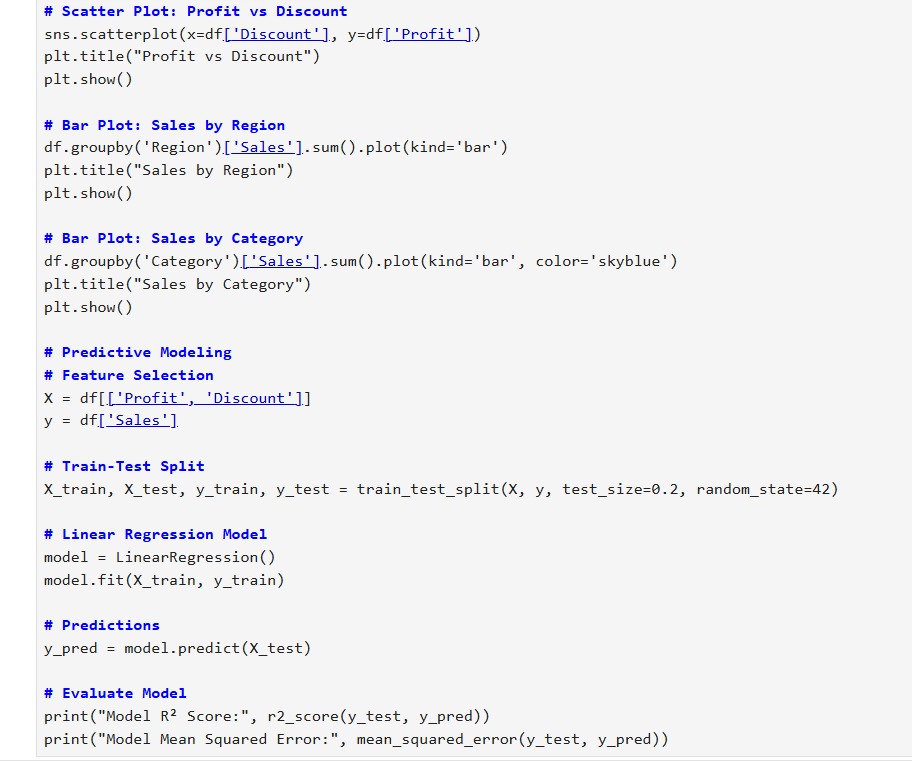 # Scatter Plot: Profit vs Discount
sns.scatterplot(x=df['Discount'], y=df['Profit'])
plt.title("Profit vs Discount")
plt.show()
# Bar Plot: Sales by Region
df.groupby('Region')['Sales'].sum().plot(kind='bar')
plt.title("Sales by Region")
plt.show()
# Bar Plot: Sales by Category
df.groupby('Category')['Sales'].sum().plot(kind='bar', color='skyblue')
plt.title("Sales by Category")
plt.show()
# Predictive Modeling
# Feature Selection
X = df[['Profit', 'Discount']]
y = df['Sales']
# Train-Test Split
X_train, X_test, y_train, y_test = train_test_split(X, y, test_size=0.2, random_state=42)
# Linear Regression Model
model = LinearRegression()
model.fit(X_train, y_train)
# Predictions
y_pred = model.predict(X_test)
# Evaluate Model
print("Model R² Score:", r2_score(y_test, y_pred))
print("Model Mean Squared Error:", mean_squared_error(y_test, y_pred))